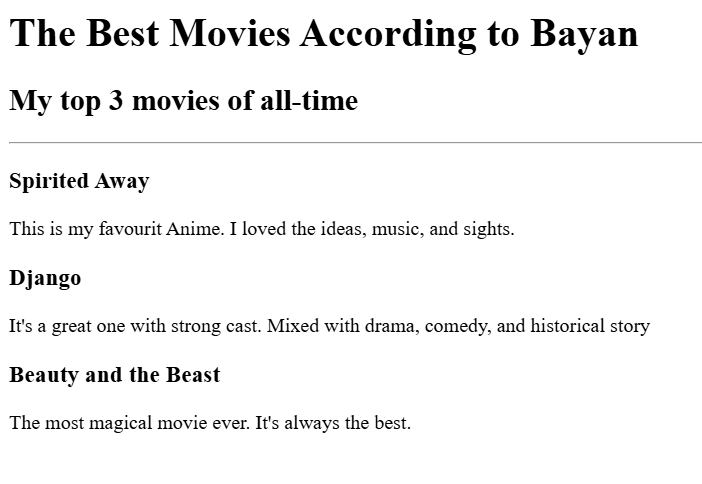 The Best Movies According to Bayan
My top 3 movies of all-time
Spirited Away
This is my favourit Anime. I loved the ideas, music, and sights.
Django
It's a great one with strong cast. Mixed with drama, comedy, and historical story
Beauty and the Beast
The most magical movie ever. It's always the best.